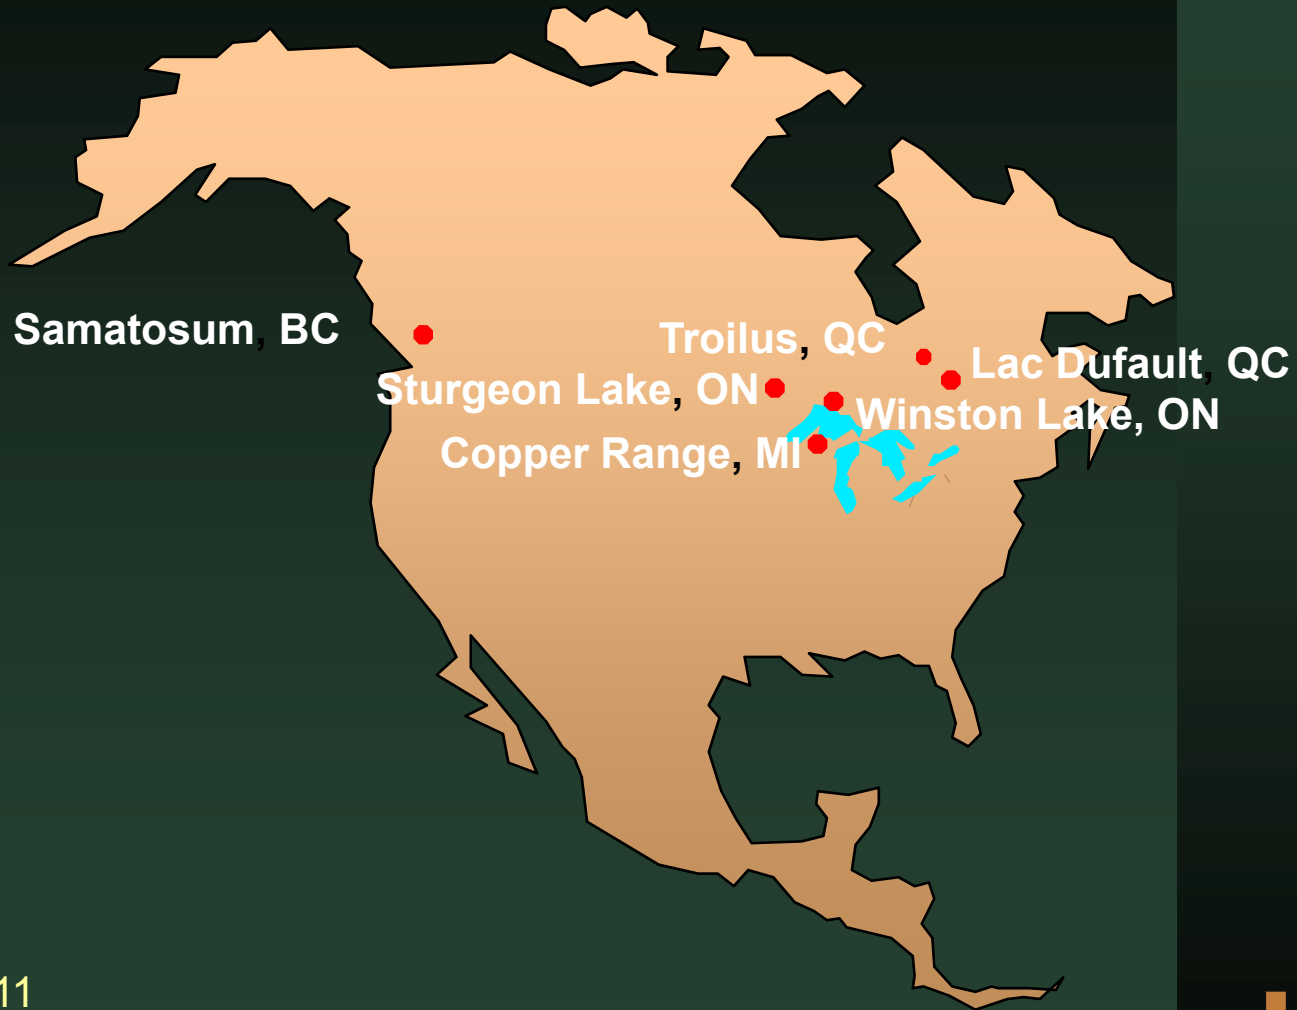 Samatosum, BC
Troilus, QC
Lac Dufault, QC
Sturgeon Lake, ON
Winston Lake, ON
Copper Range, MI
11